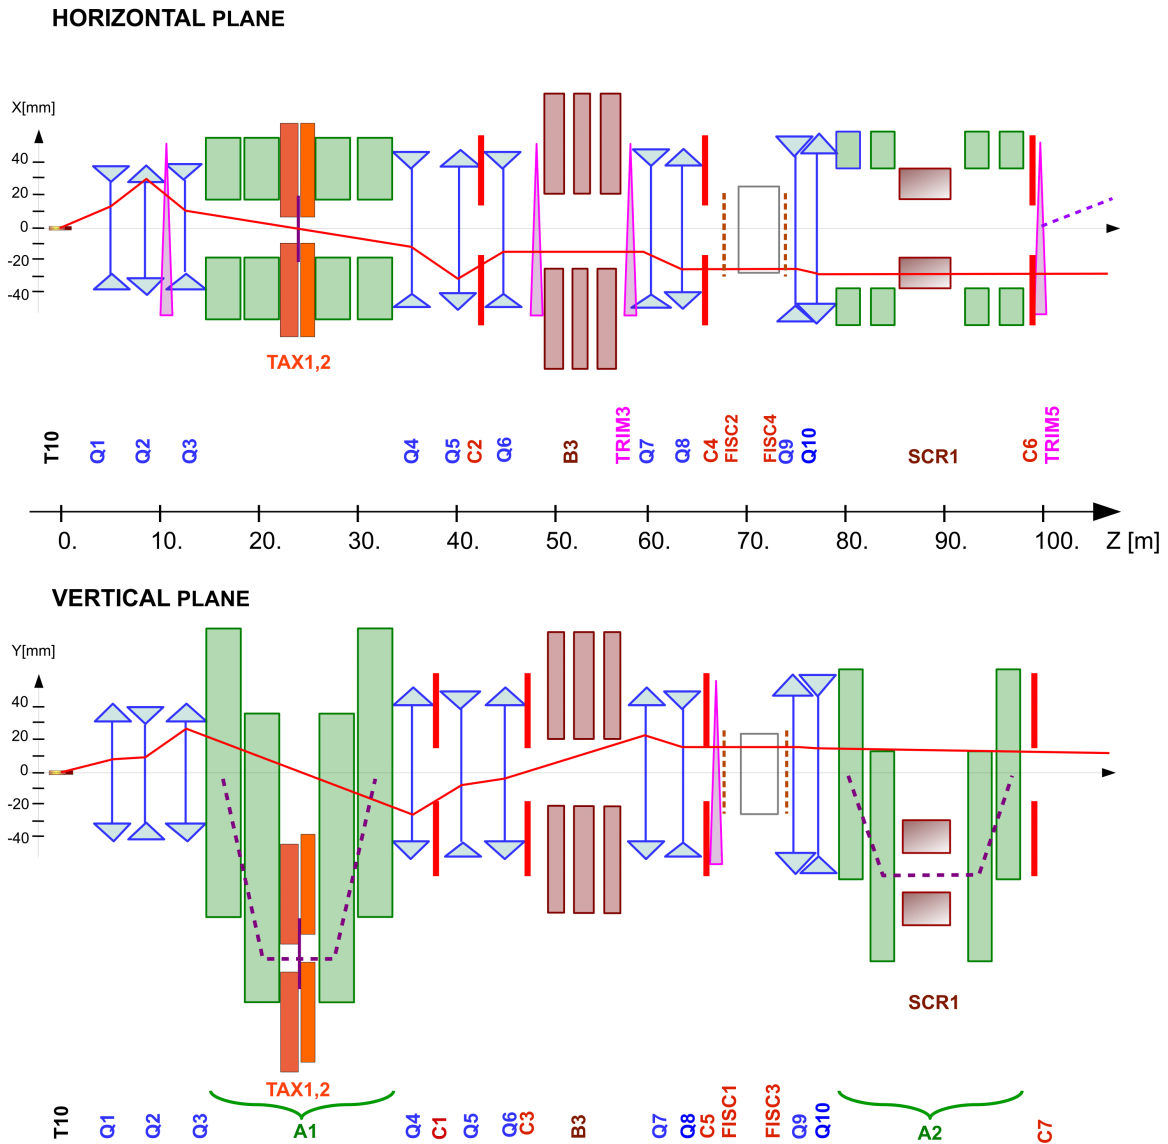 HORIZONTAL PLANE
X[mm]
40
20
0
-20
-40
TAX1,2
T10 Q1 Q2 Q3 Q4 Q5 C2 Q6 B3 TRIM3 Q7 Q8 C4 FISC2 FISC4 Q9 Q10 SCR1 C6 TRIM5
0. 10. 20. 30. 40. 50. 60. 70. 80. 90. 100. Z [m]
VERTICAL PLANE
Y[mm]
40
20
0
-20
-40
SCR1
TAX1,2
T10 Q1 Q2 Q3 A1 Q4 C1 Q5 Q6 C3 B3 Q7 Q8 C5 FISC1 FISC3 Q9 Q10 A2 C7